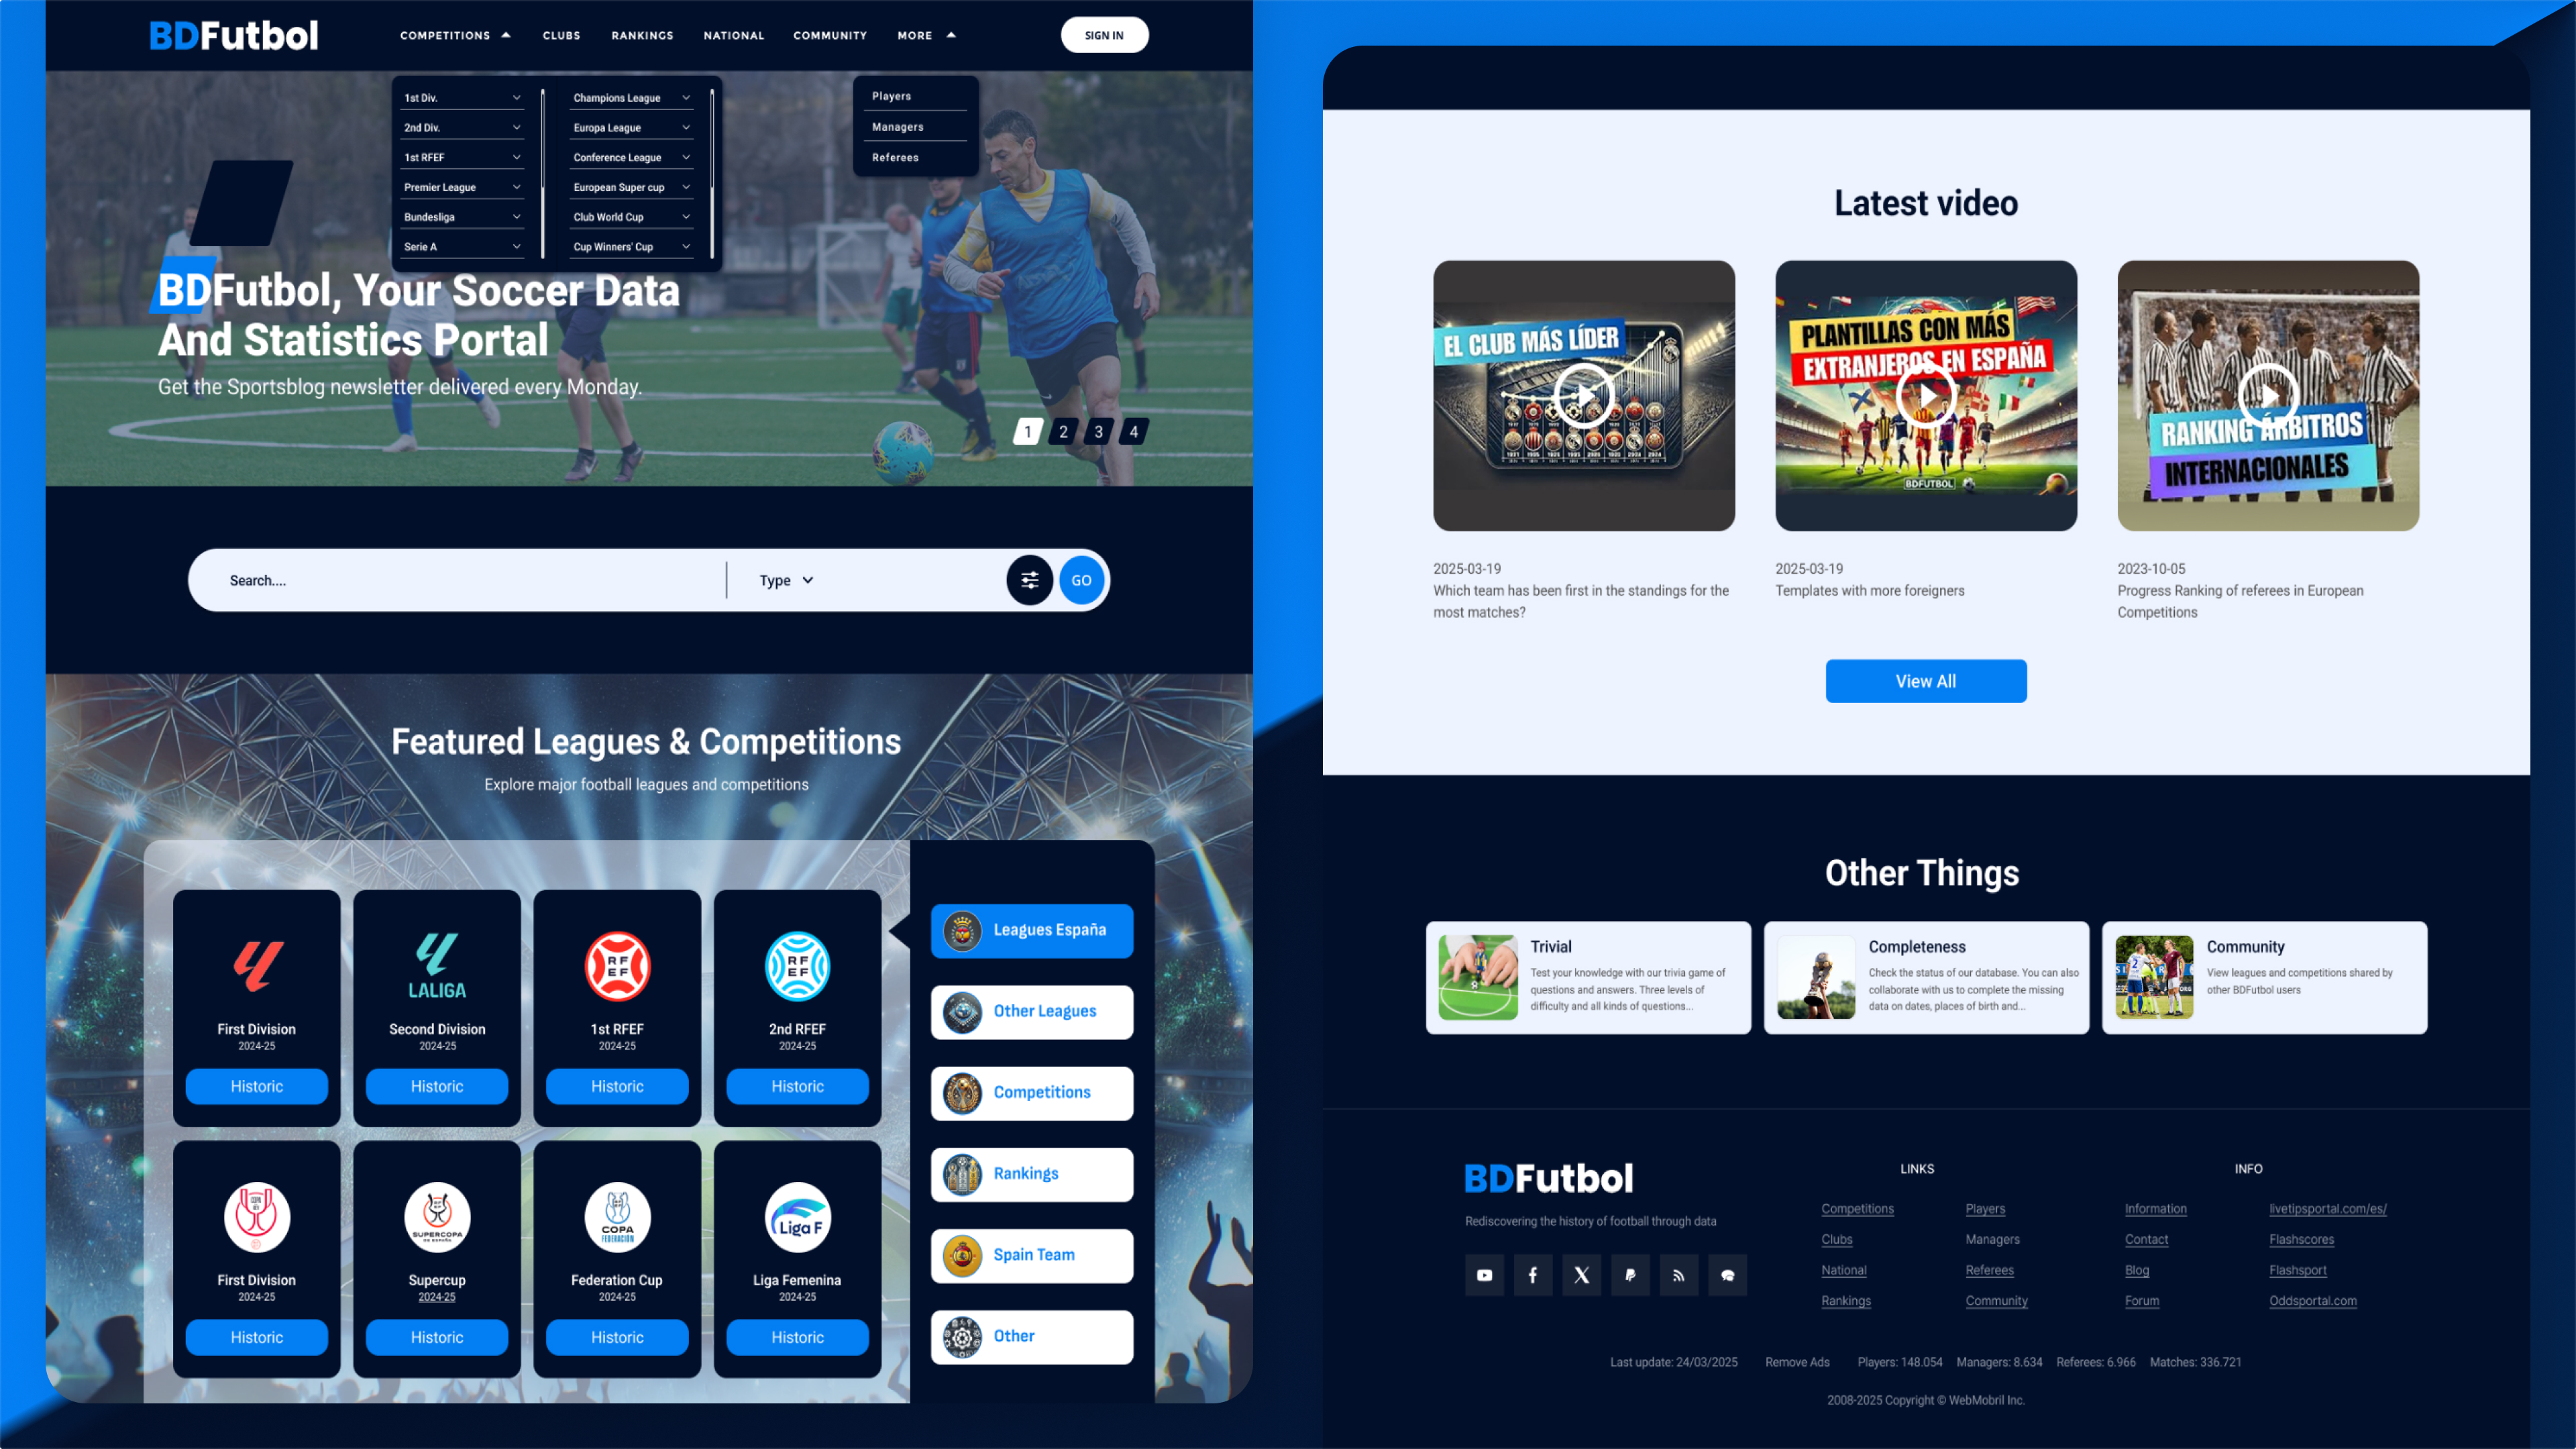 BDFutbol
COMPETITIONS
CLUBS
RANKINGS
NATIONAL
COMMUNITY
MORE
SIGN IN
1st Div.
2nd Div.
1st RFEF
Premier League
Bundesliga
Serie A
Champions League
Europa League
Conference League
European Super cup
Club World Cup
Cup Winners' Cup
Players
Managers
Referees
BDFutbol, Your Soccer Data
And Statistics Portal
Get the Sportsblog newsletter delivered every Monday.
1 2 3 4
Search....
Type
GO
Featured Leagues & Competitions
Explore major football leagues and competitions
First Division
2024-25
Historic
LALIGA
Second Division
2024-25
Historic
RF
EF
1st RFEF
2024-25
Historic
RF
EF
2nd RFEF
2024-25
Historic
First Division
2024-25
Historic
SUPERCOPA
DE ESPAÑA
Supercup
2024-25
Historic
COPA
FEDERACIÓN
Federation Cup
2024-25
Historic
Liga F
Liga Femenina
2024-25
Historic
Leagues España
Other Leagues
Competitions
Rankings
Spain Team
Other
Latest video
EL CLUB MÁS LÍDER
2025-03-19
Which team has been first in the standings for the
most matches?
PLANTILLAS CON MÁS
EXTRANJEROS EN ESPAÑA
BDFUTBOL
2025-03-19
Templates with more foreigners
RANKING ÁRBITROS
INTERNACIONALES
2023-10-05
Progress Ranking of referees in European
Competitions
View All
Other Things
Trivial
Test your knowledge with our trivia game of
questions and answers. Three levels of
difficulty and all kinds of questions...
Completeness
Check the status of our database. You can also
collaborate with us to complete the missing
data on dates, places of birth and...
Community
View leagues and competitions shared by
other BDFutbol users
BDFutbol
Rediscovering the history of football through data
LINKS
Competitions
Clubs
National
Rankings
Players
Managers
Referees
Community
INFO
Information
Contact
Blog
Forum
livetipsportal.com/es/
Flashscores
Flashsport
Oddsportal.com
Last update: 24/03/2025 Remove Ads Players: 148.054 Managers: 8.634 Referees: 6.966 Matches: 336.721
2008-2025 Copyright © WebMobril Inc.